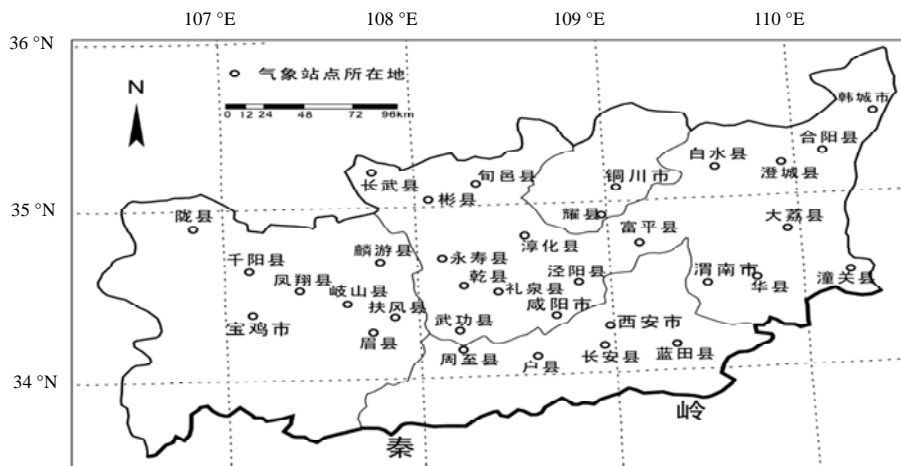 107 °E
108 °E
109 °E
110 °E
36 °N
N
气象站点所在地
0 12 24 48 72 96km
韩城市
合阳县
白水县
澄城县
长武县
旬邑县
铜川市
彬县
35 °N
陇县
耀县
大荔县
富平县
淳化县
千阳县
麟游县
永寿县
凤翔县
乾县
泾阳县
渭南市
潼关县
岐山县
礼泉县
华县
扶风县
咸阳市
宝鸡市
武功县
西安市
眉县
周至县
户县
长安县
蓝田县
34 °N
岭
秦